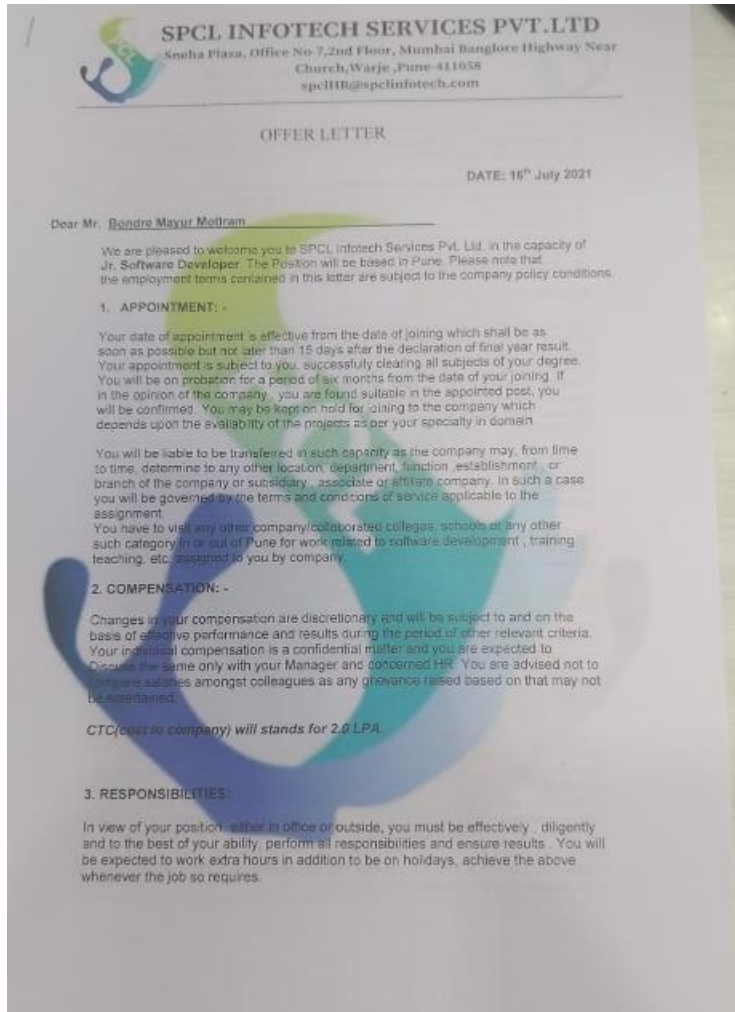 SPCL
SPCL INFOTECH SERVICES PVT.LTD
Sneha Plaza, Office No 7,2nd Floor, Mumbai Banglore Highway Near
Church,Warje ,Pune-411058
spclHR@spclinfotech.com
OFFER LETTER
DATE: 16th July 2021
Dear Mr. Bondre Mayur Motiram
We are pleased to welcome you to SPCL Infotech Services Pvt. Ltd. in the capacity of
Jr. Software Developer. The Position will be based in Pune. Please note that
the employment terms contained in this letter are subject to the company policy conditions.
1. APPOINTMENT: -
Your date of appointment is effective from the date of joining which shall be as
soon as possible but not later than 15 days after the declaration of final year result.
Your appointment is subject to you, successfully clearing all subjects of your degree.
You will be on probation for a period of six months from the date of your joining. If
in the opinion of the company , you are found suitable in the appointed post, you
will be confirmed. You may be kept on hold for joining to the company which
depends upon the availability of the projects as per your specialty in domain
You will be liable to be transferred in such capacity as the company may, from time
to time, determine to any other location, department, function ,establishment , or
branch of the company or subsidiary , associate or affiliate company. In such a case
you will be governed by the terms and conditions of service applicable to the
assignment.
You have to visit any other company/collaborated colleges, schools or any other
such category in or out of Pune for work related to software development , training
teaching, etc. assigned to you by company.
2. COMPENSATION: -
Changes in your compensation are discretionary and will be subject to and on the
basis of effective performance and results during the period of other relevant criteria.
Your individual compensation is a confidential matter and you are expected to
Discuss the same only with your Manager and concerned HR. You are advised not to
compare salaries amongst colleagues as any grievance raised based on that may not
be entertained.
CTC(cost to company) will stands for 2.0 LPA.
3. RESPONSIBILITIES:
In view of your position, either in office or outside, you must be effectively , diligently
and to the best of your ability, perform all responsibilities and ensure results . You will
be expected to work extra hours in addition to be on holidays, achieve the above
whenever the job so requires.